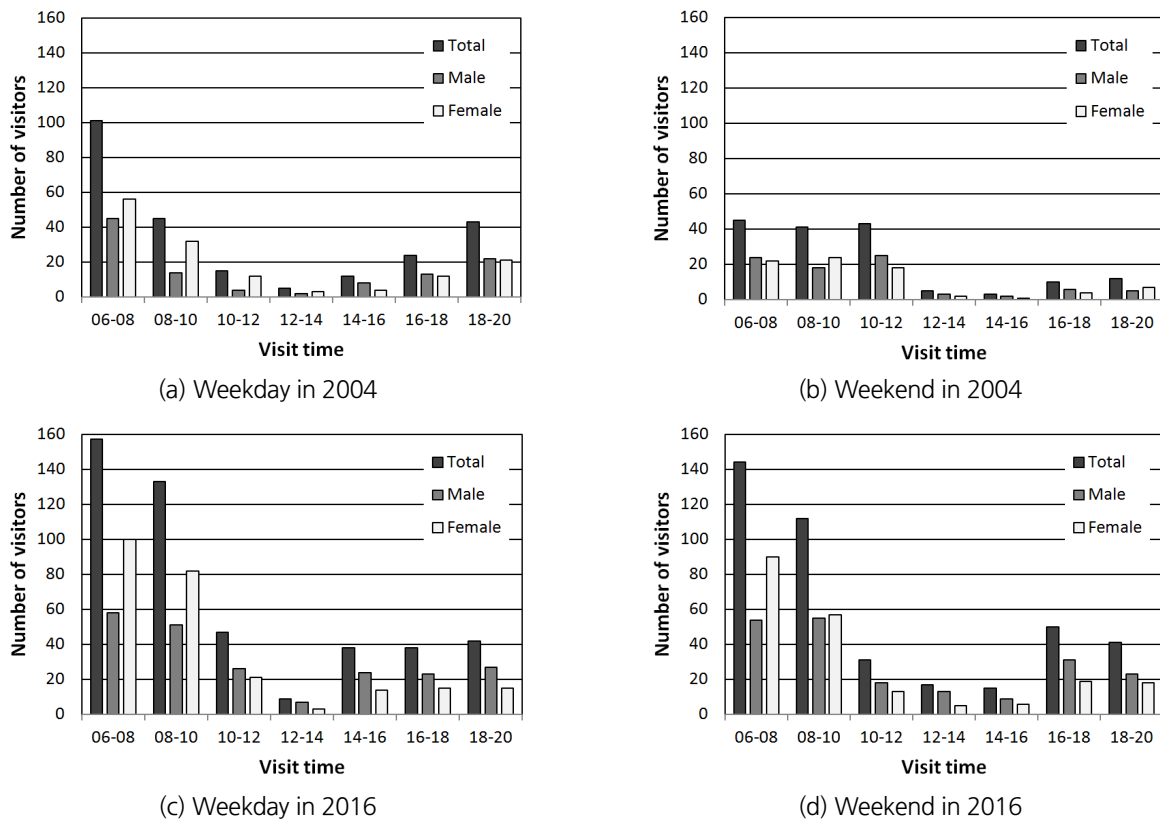 160
140
120
100
80
60
40
20
0
Number of visitors
Total
Male
Female
06-08 08-10 10-12 12-14 14-16 16-18 18-20
Visit time
(a) Weekday in 2004
160
140
120
100
80
60
40
20
0
Number of visitors
Total
Male
Female
06-08 08-10 10-12 12-14 14-16 16-18 18-20
Visit time
(b) Weekend in 2004
160
140
120
100
80
60
40
20
0
Number of visitors
Total
Male
Female
06-08 08-10 10-12 12-14 14-16 16-18 18-20
Visit time
(c) Weekday in 2016
160
140
120
100
80
60
40
20
0
Number of visitors
Total
Male
Female
06-08 08-10 10-12 12-14 14-16 16-18 18-20
Visit time
(d) Weekend in 2016